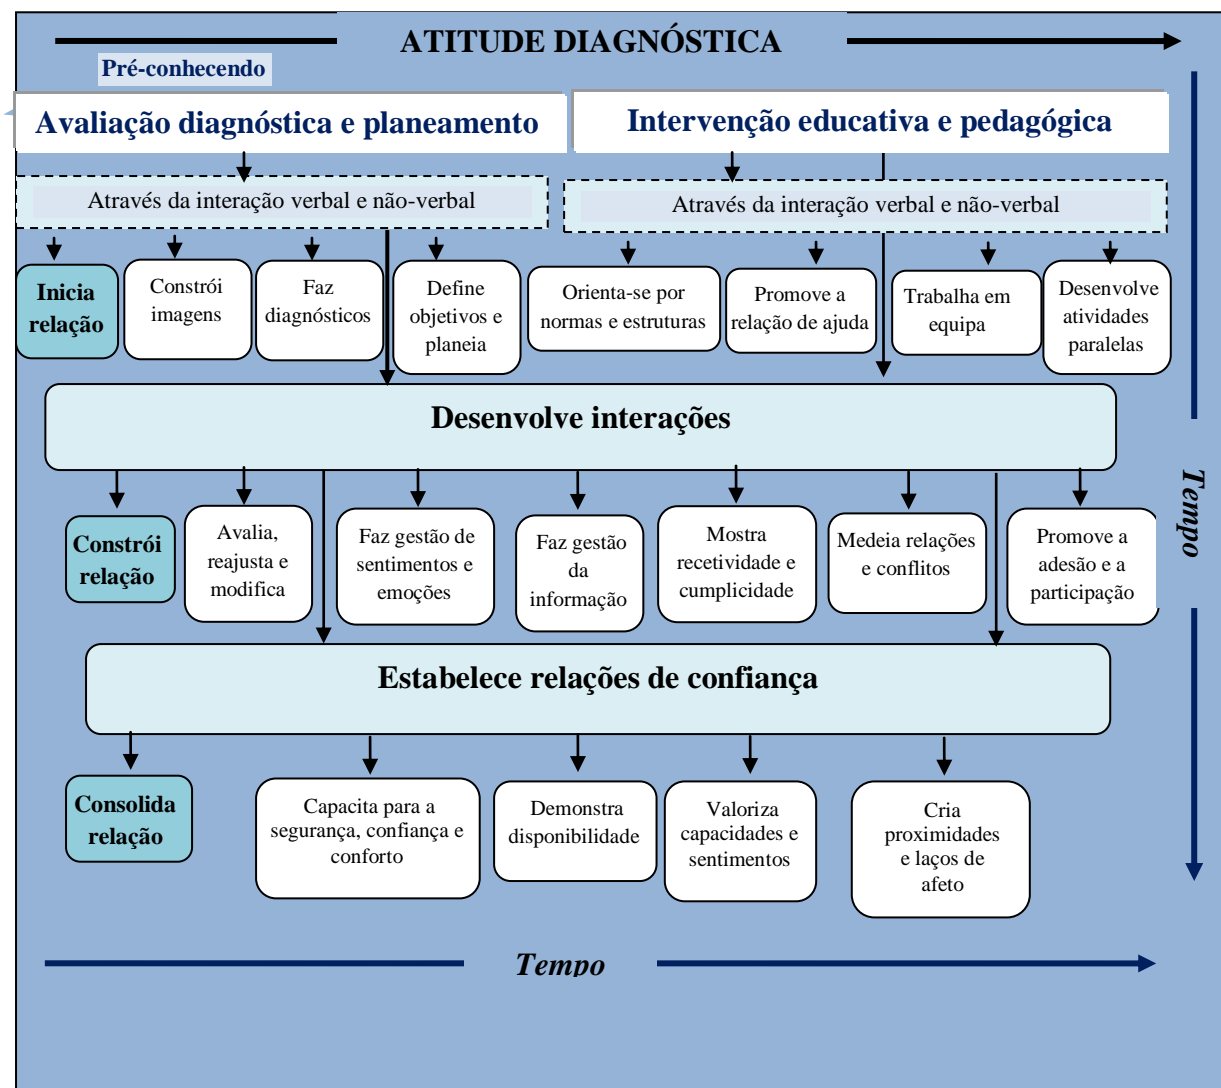 ATITUDE DIAGNÓSTICA
Pré-conhecendo
Avaliação diagnóstica e planeamento
Intervenção educativa e pedagógica
Através da interação verbal e não-verbal
Através da interação verbal e não-verbal
Inicia
relação
Constrói
imagens
Faz
diagnósticos
Define
objetivos e
planeia
Orienta-se por
normas e estruturas
Promove a
relação de ajuda
Trabalha em
equipa
Desenvolve
atividades
paralelas
Desenvolve interações
Tempo
Constrói
relação
Avalia,
reajusta e
modifica
Faz gestão de
sentimentos e
emoções
Faz gestão
da
informação
Mostra
recetividade e
cumplicidade
Medeia relações
e conflitos
Promove a
adesão e a
participação
Estabelece relações de confiança
Consolida
relação
Capacita para a
segurança, confiança e
conforto
Demonstra
disponibilidade
Valoriza
capacidades e
sentimentos
Cria
proximidades
e laços de
afeto
Tempo